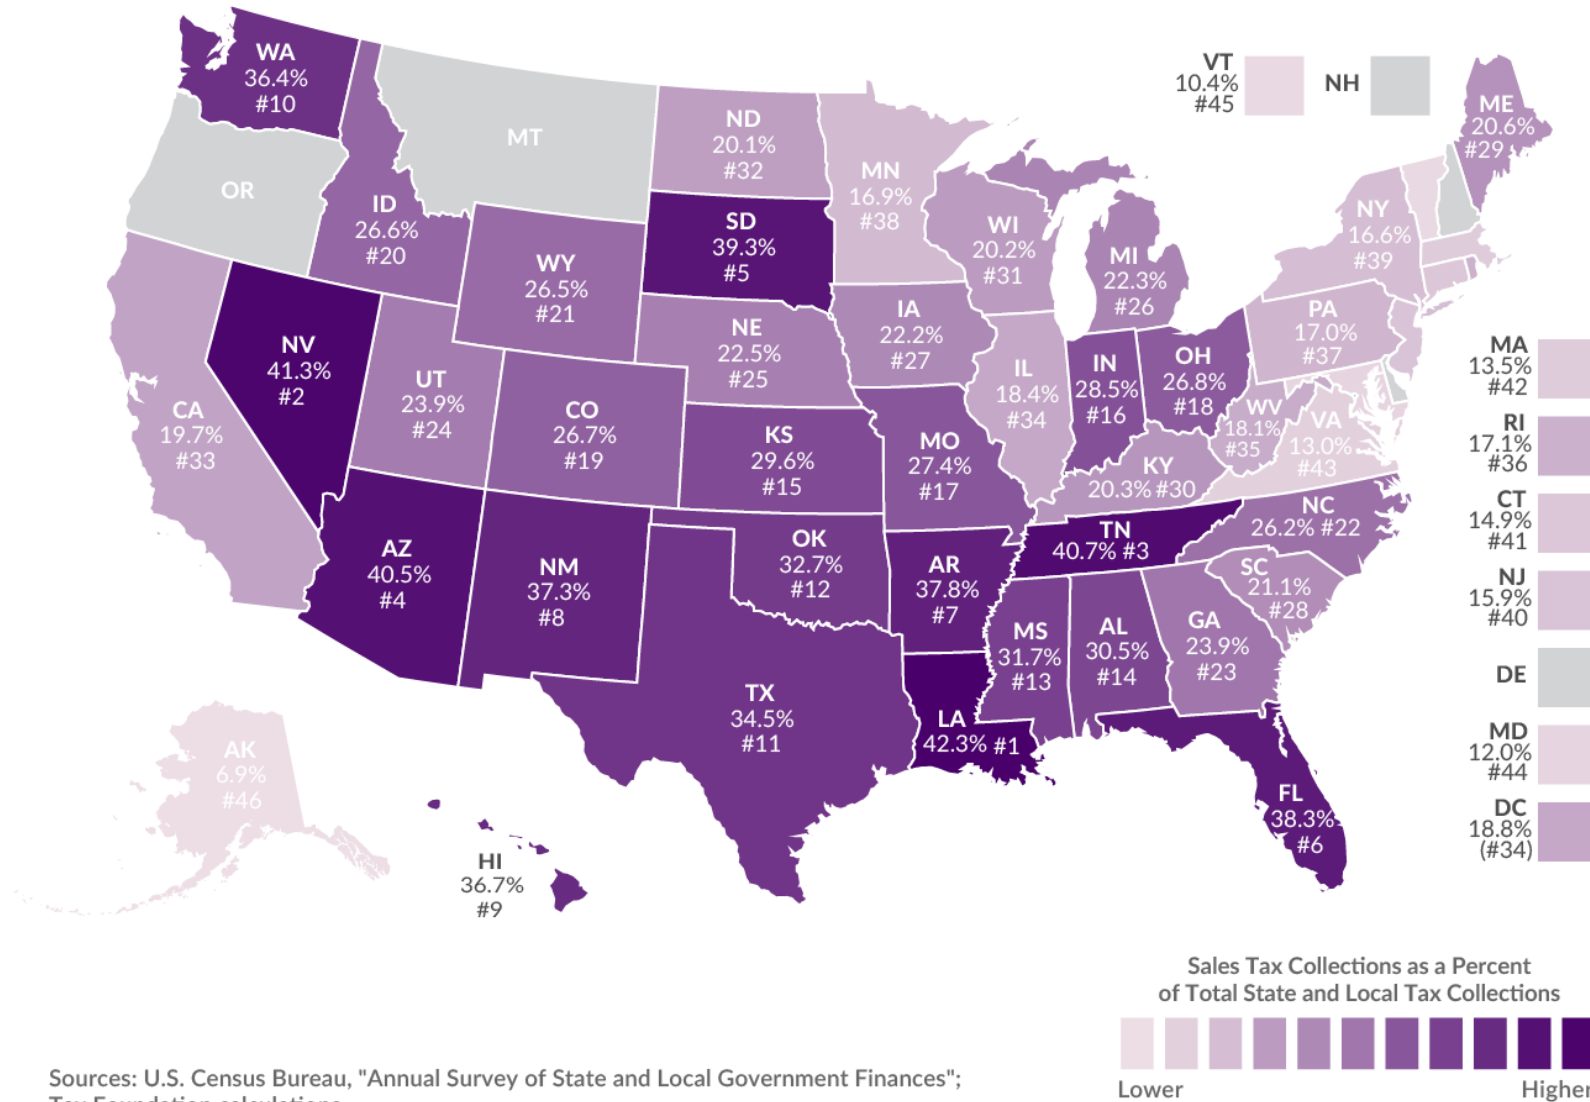 WA
36.4%
#10
VT
10.4%
#45
NH
ME
20.6%
#29
MT
ND
20.1%
#32
MN
16.9%
#38
OR
ID
26.6%
#20
SD
39.3%
#5
WI
20.2%
#31
NY
16.6%
#39
WY
26.5%
#21
MI
22.3%
#26
NV
41.3%
#2
NE
22.5%
#25
IA
22.2%
#27
PA
17.0%
#37
UT
23.9%
#24
IL
18.4%
#34
IN
28.5%
#16
OH
26.8%
#18
MA
13.5%
#42
CA
19.7%
#33
CO
26.7%
#19
KS
29.6%
#15
MO
27.4%
#17
WV
18.1%
#35
VA
13.0%
#43
RI
17.1%
#36
KY
20.3% #30
CT
14.9%
#41
NC
26.2% #22
TN
40.7% #3
AZ
40.5%
#4
NM
37.3%
#8
OK
32.7%
#12
AR
37.8%
#7
SC
21.1%
#28
NJ
15.9%
#40
MS
31.7%
#13
AL
30.5%
#14
GA
23.9%
#23
DE
TX
34.5%
#11
LA
42.3% #1
MD
12.0%
#44
AK
6.9%
#46
FL
38.3%
#6
DC
18.8%
(#34)
HI
36.7%
#9
Sales Tax Collections as a Percent
of Total State and Local Tax Collections
Lower
Higher
Sources: U.S. Census Bureau, "Annual Survey of State and Local Government Finances";
Tax Foundation calculations